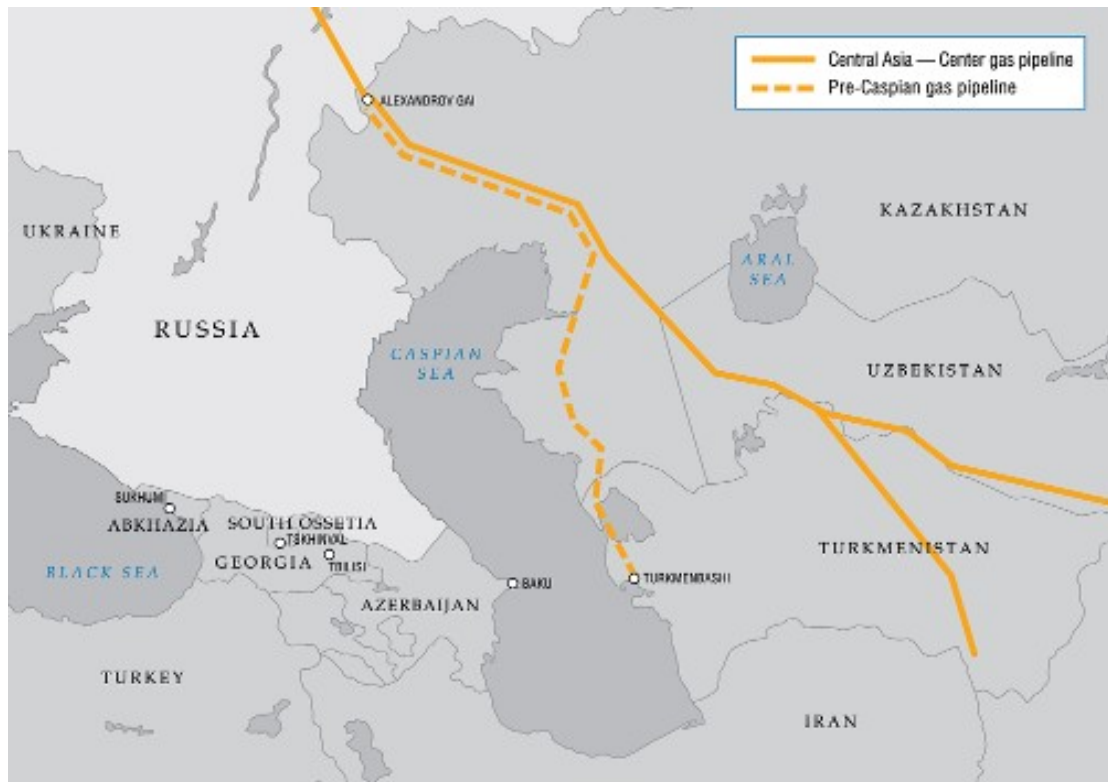 Central Asia — Center gas pipeline
Pre-Caspian gas pipeline
ALEXANDROV GAI
KAZAKHSTAN
UKRAINE
ARAL
SEA
RUSSIA
CASPIAN
SEA
UZBEKISTAN
SUKHUMI
ABKHAZIA
SOUTH OSSETIA
TSKHINVAL
GEORGIA
TBILISI
TURKMENISTAN
BLACK SEA
BAKU
TURKMENBASHI
AZERBAIJAN
TURKEY
IRAN